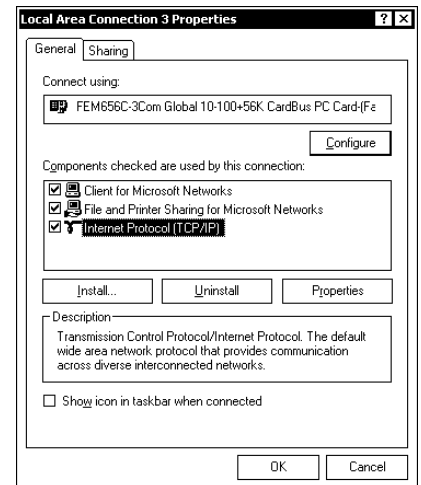 Local Area Connection 3 Properties
General
Sharing
Connect using:
FEM656C-3Com Global 10-100+56K CardBus PC Card-(Fa
Configure
Components checked are used by this connection:
Client for Microsoft Networks
File and Printer Sharing for Microsoft Networks
Internet Protocol (TCP/IP)
Install...
Uninstall
Properties
Description
Transmission Control Protocol/Internet Protocol. The default
wide area network protocol that provides communication
across diverse interconnected networks.
Show icon in taskbar when connected
OK
Cancel